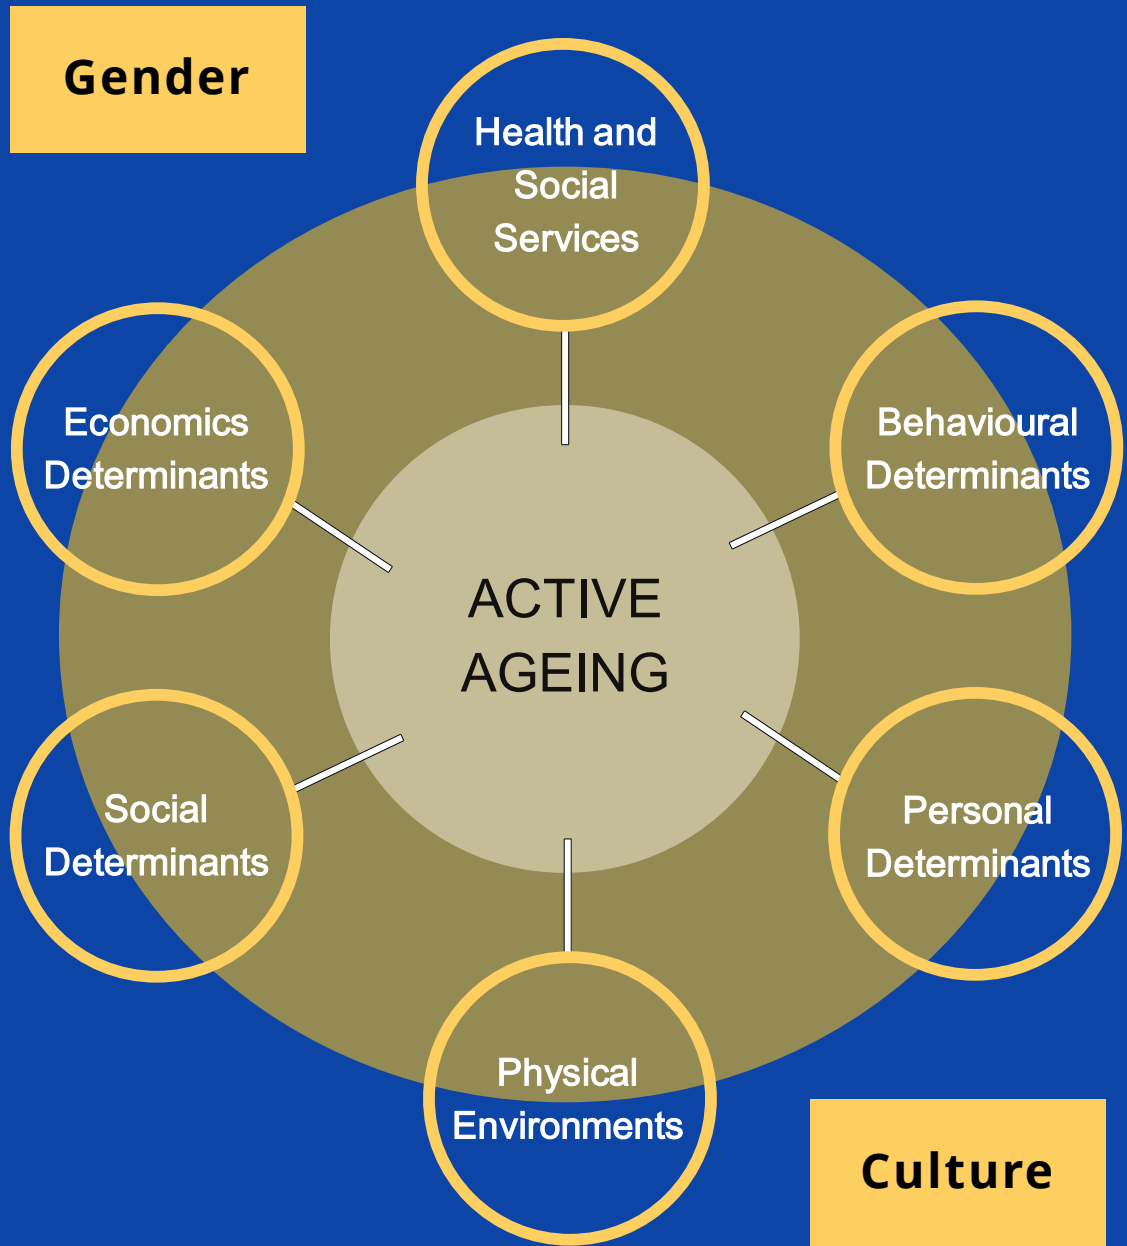 Gender
Health and
Social
Services
Economics
Determinants
Behavioural
Determinants
ACTIVE
AGEING
Social
Determinants
Personal
Determinants
Physical
Environments
Culture